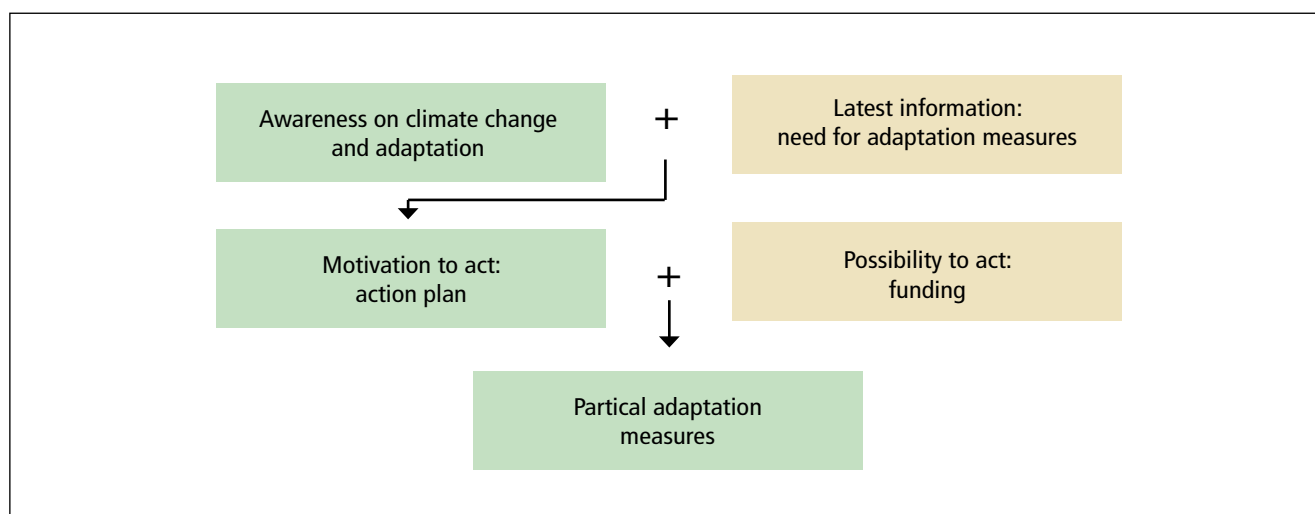 Awareness on climate change
and adaptation
+
Latest information:
need for adaptation measures
Motivation to act:
action plan
+
Possibility to act:
funding
Partical adaptation
measures